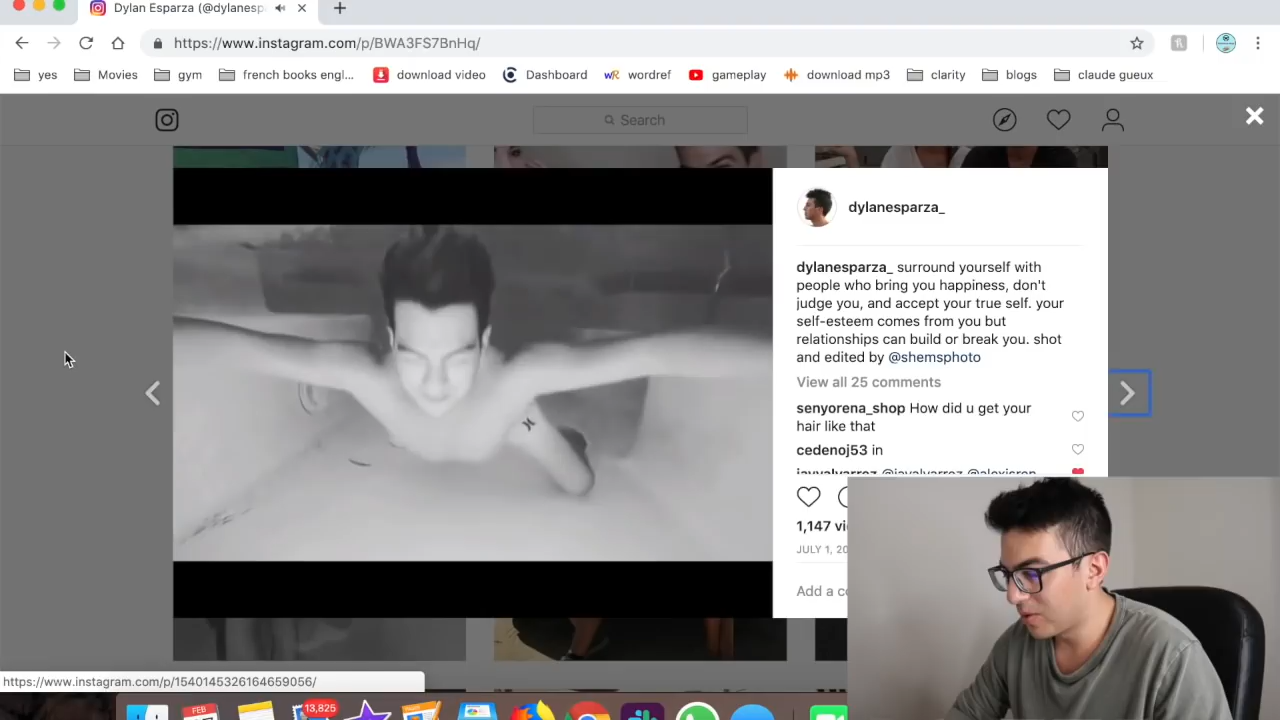 Dylan Esparza (@dylanesp
https://www.instagram.com/p/BWA3FS7BnHq/
yes
Movies
gym
french books engl...
download video
Dashboard
wR wordref
gameplay
download mp3
clarity
blogs
claude gueux
Search
dylanesparza_
dylanesparza_ surround yourself with
people who bring you happiness, don't
judge you, and accept your true self. your
self-esteem comes from you but
relationships can build or break you. shot
and edited by @shemsphoto
View all 25 comments
senyorena_shop How did u get your
hair like that
cedenoj53 in
1,147 vi
JULY 1, 20
Add a co
https://www.instagram.com/p/1540145326164659056/
FEB
13,825